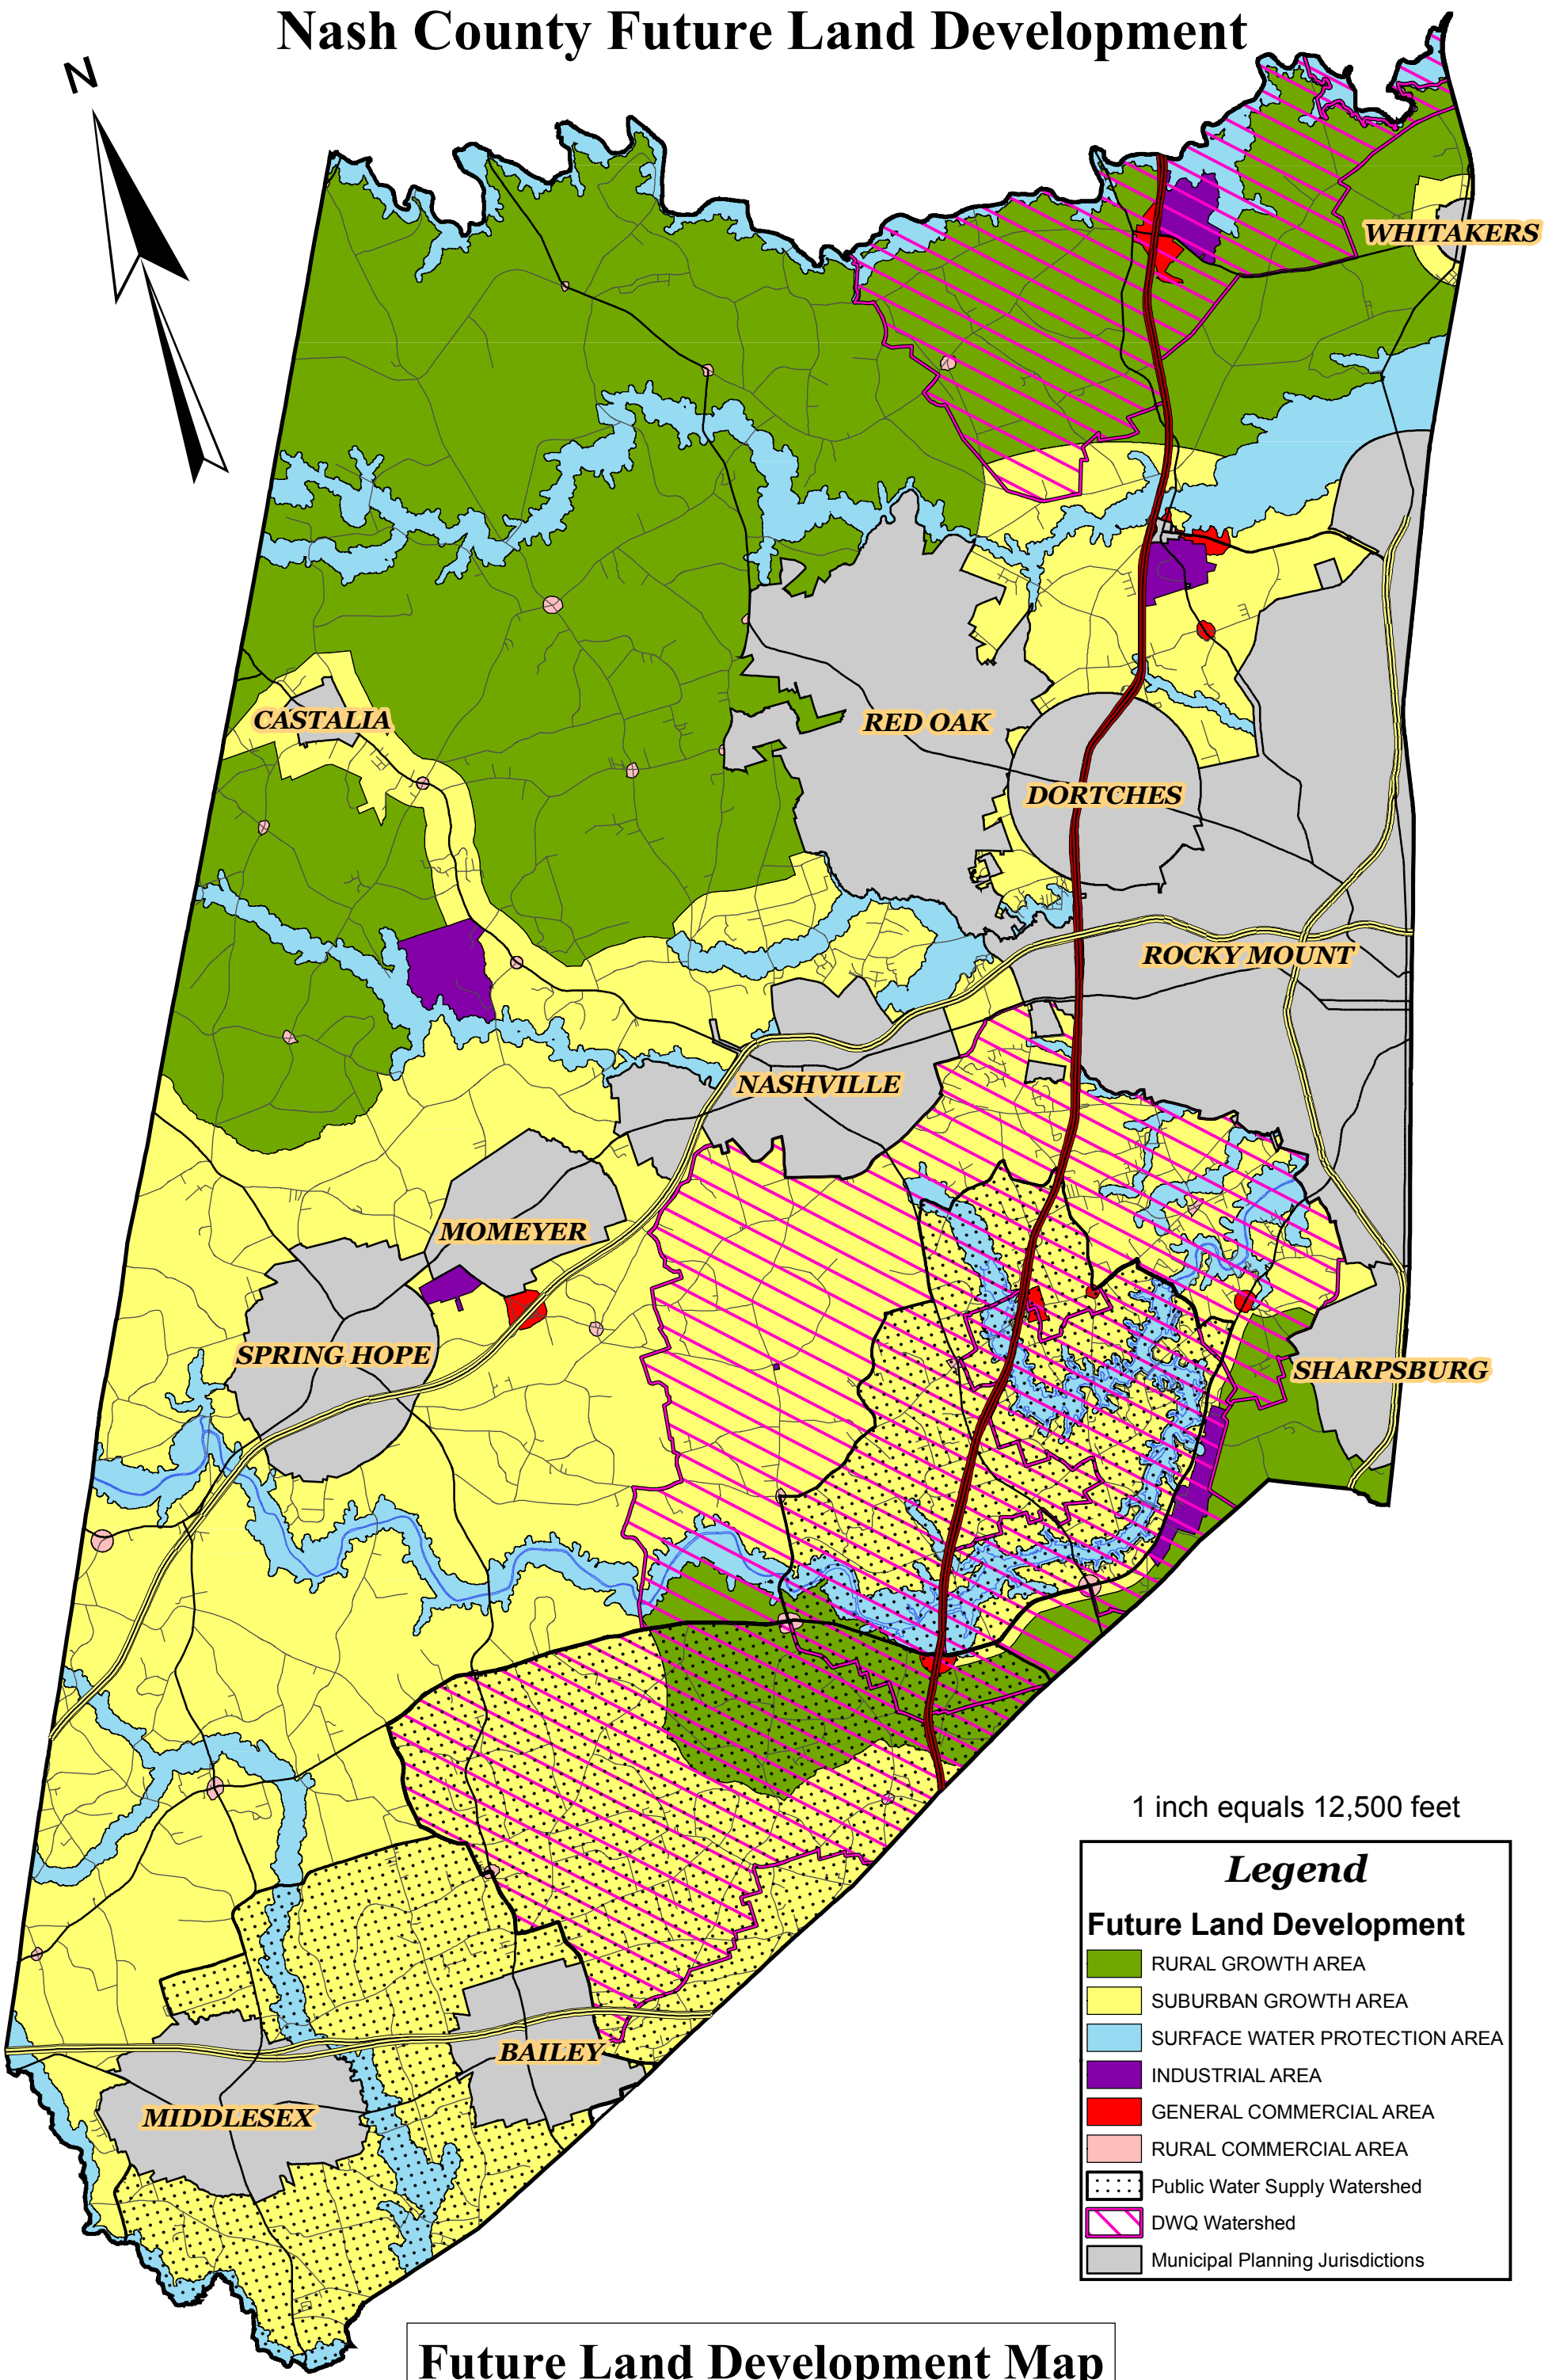 Nash County Future Land Development
N
WHITAKERS
CASTALIA
RED OAK
DORTCHES
ROCKY MOUNT
NASHVILLE
MOMEYER
SPRING HOPE
SHARPSBURG
BAILEY
MIDDLESEX
1 inch equals 12,500 feet
Legend
Future Land Development
RURAL GROWTH AREA
SUBURBAN GROWTH AREA
SURFACE WATER PROTECTION AREA
INDUSTRIAL AREA
GENERAL COMMERCIAL AREA
RURAL COMMERCIAL AREA
Public Water Supply Watershed
DWQ Watershed
Municipal Planning Jurisdictions
Future Land Development Map